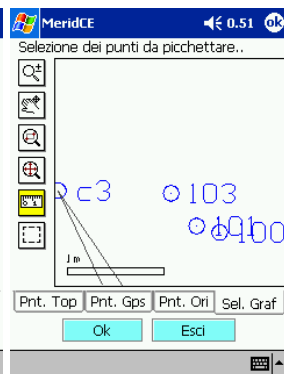 MeridCE 0.51 ok
Selezione dei punti da picchettare..
c3 103
1m
Pnt. Top Pnt. Gps Pnt. Ori Sel. Graf
Ok Esci